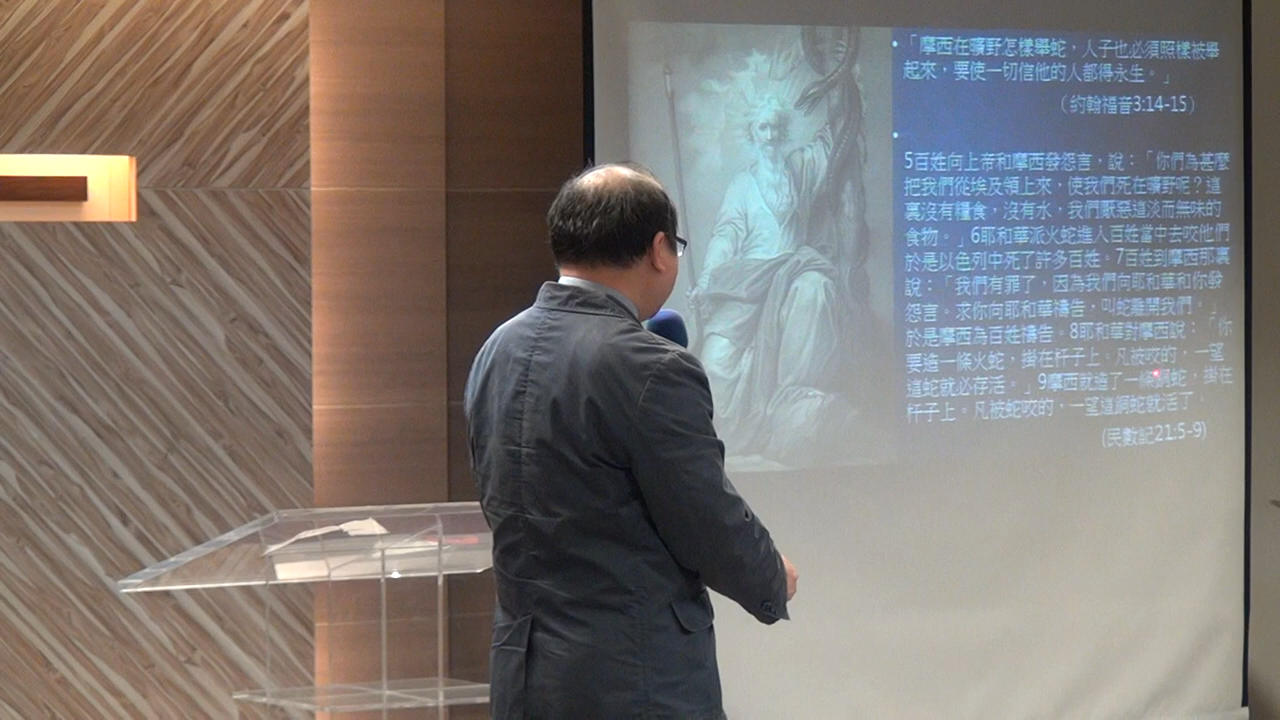 •「摩西在曠野怎樣舉蛇，人子也必須照樣被舉
起來，要使一切信他的人都得永生。」
（約翰福音3:14-15）
•
5百姓向上帝和摩西發怨言，說：「你們為甚麼
把我們從埃及領上來，使我們死在曠野呢？這
裏沒有糧食，沒有水，我們厭惡這淡而無味的
食物。」6耶和華派火蛇進入百姓當中去咬他們
於是以色列中死了許多百姓。7百姓到摩西那裏
說：「我們有罪了，因為我們向耶和華和你發
怨言。求你向耶和華禱告，叫蛇離開我們。」
於是摩西為百姓禱告。8耶和華對摩西說：「你
要造一條火蛇，掛在杆子上。凡被咬的，一望
這蛇就必存活。」9摩西就造了一條銅蛇，掛在
杆子上。凡被蛇咬的，一望這銅蛇就活了。
(民數記21:5-9)